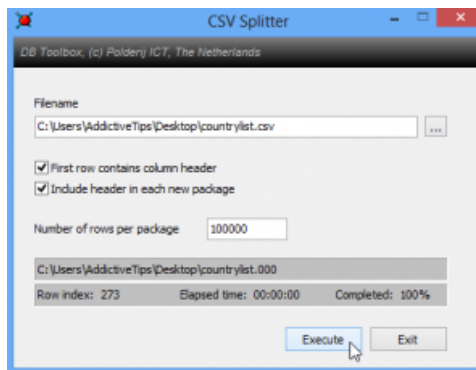 CSV Splitter
DB Toolbox, (c) Polderij ICT, The Netherlands
Filename
C:\Users\AddictiveTips\Desktop\countrylist.csv
...
First row contains column header
Include header in each new package
Number of rows per package 100000
C:\Users\AddictiveTips\Desktop\countrylist.000
Row index: 273 Elapsed time: 00:00:00 Completed: 100%
Execute Exit